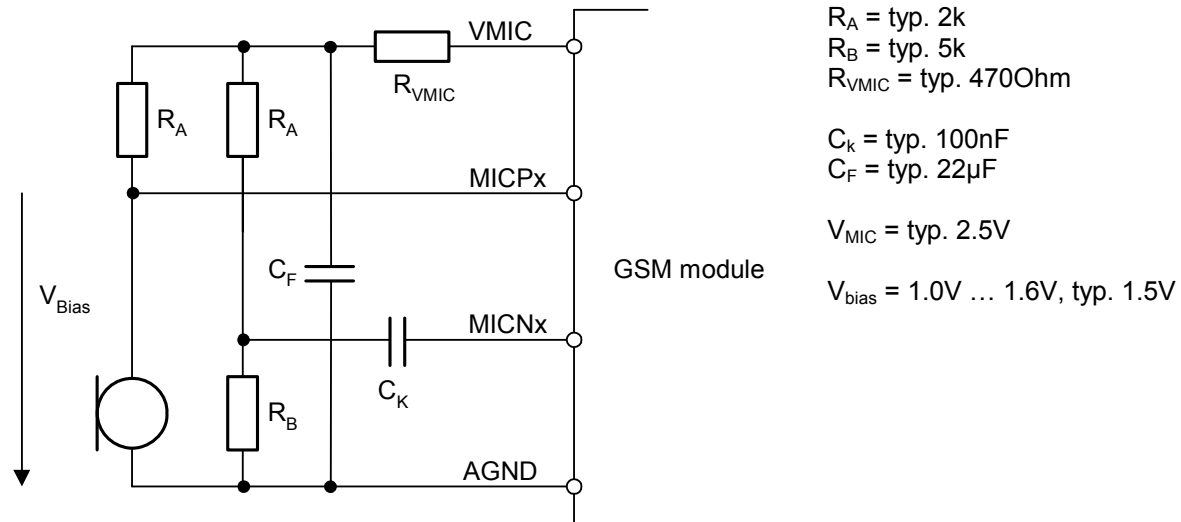 VMIC
R_VMIC
R_A
R_A
MICPx
C_F
GSM module
V_Bias
MICNx
C_K
R_B
AGND
R_A = typ. 2k
R_B = typ. 5k
R_VMIC = typ. 470Ohm
C_k = typ. 100nF
C_F = typ. 22µF
V_MIC = typ. 2.5V
V_bias = 1.0V … 1.6V, typ. 1.5V